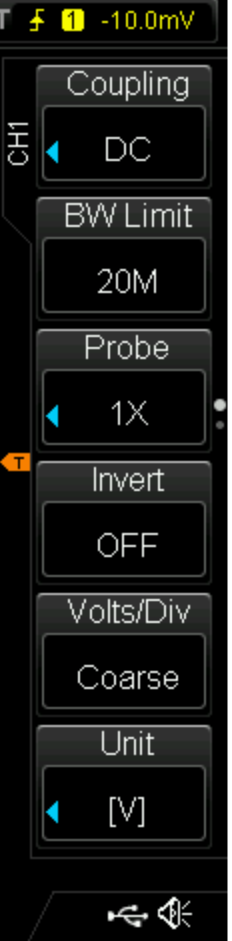 T 1 -10.0mV
CH1
Coupling
DC
BW Limit
20M
Probe
1X
T
Invert
OFF
Volts/Div
Coarse
Unit
[V]